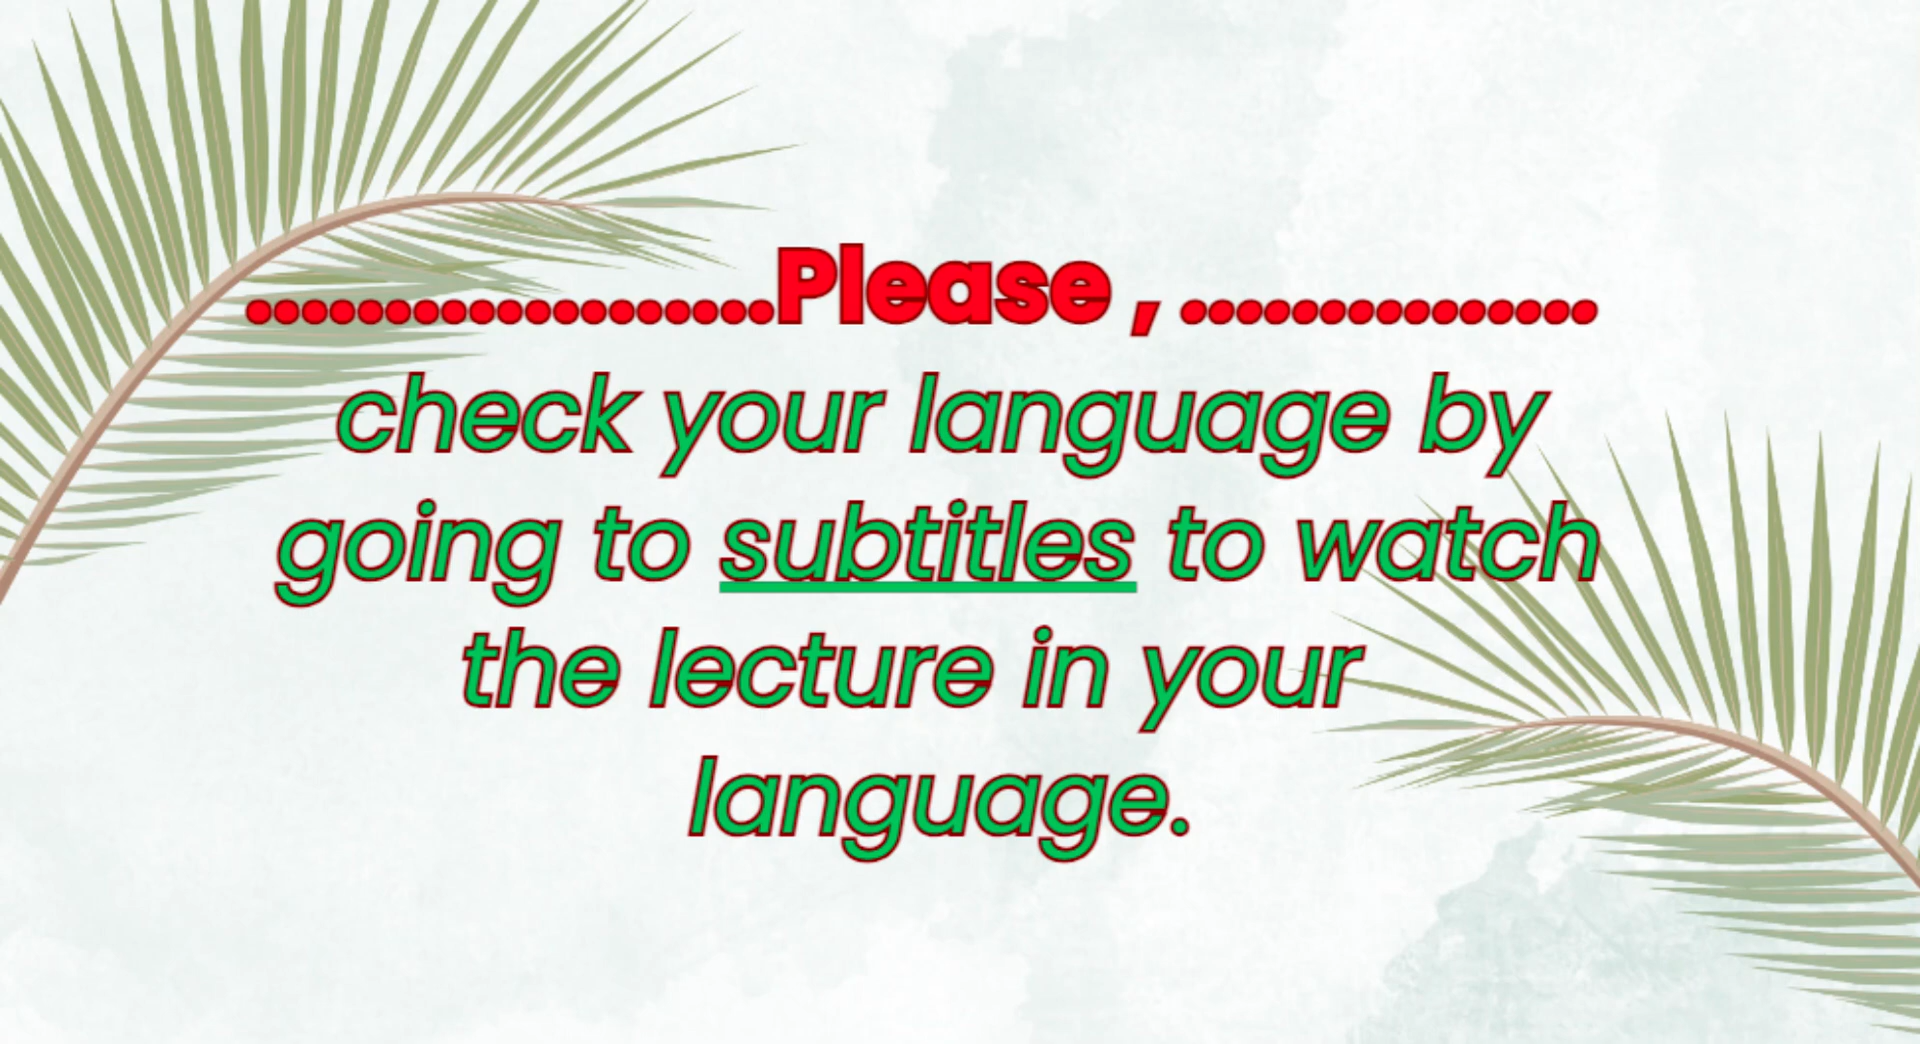 ...................Please , ...............
check your language by
going to subtitles to watch
the lecture in your
language.